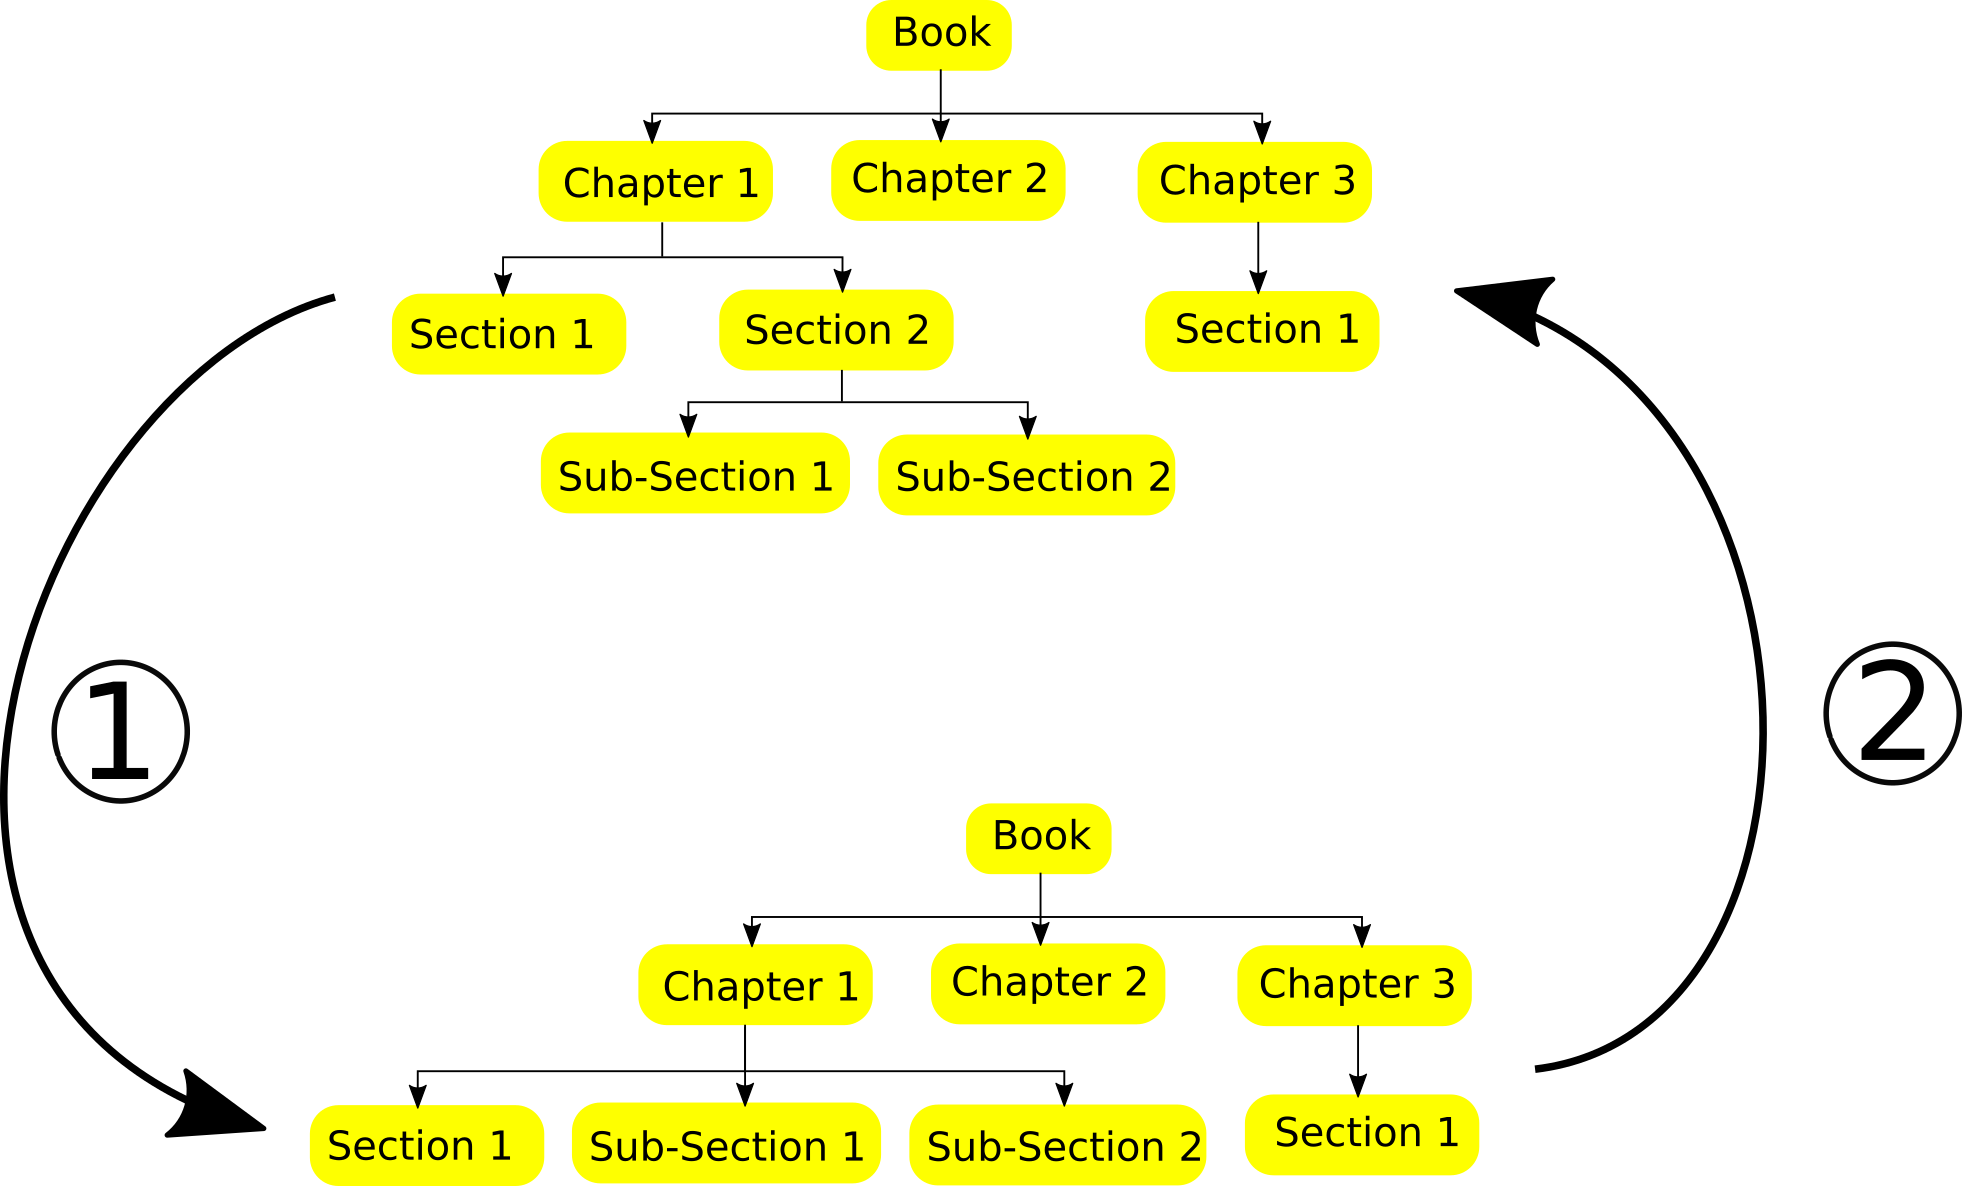 Book
Chapter 1
Chapter 2
Chapter 3
Section 1
Section 2
Section 1
Sub-Section 1
Sub-Section 2
1
2
Book
Chapter 1
Chapter 2
Chapter 3
Section 1
Sub-Section 1
Sub-Section 2
Section 1